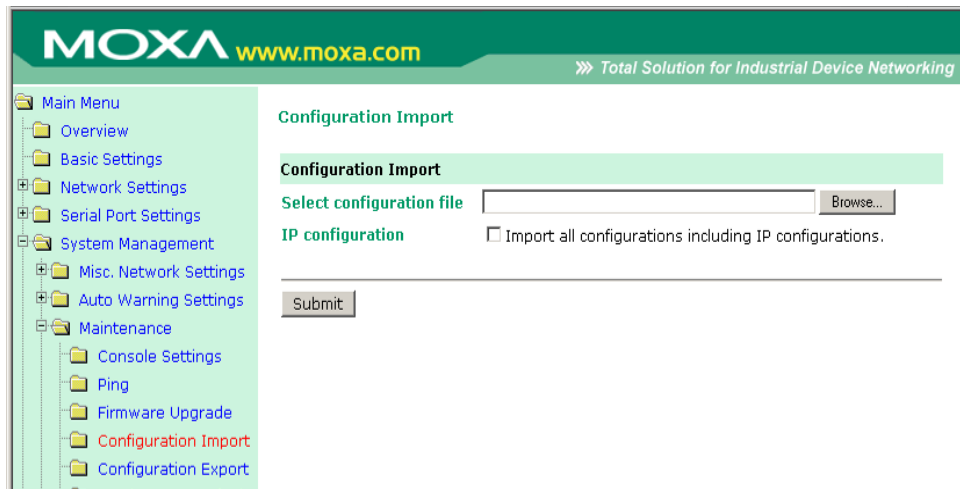 MOXA www.moxa.com
Total Solution for Industrial Device Networking
Main Menu
Overview
Basic Settings
Network Settings
Serial Port Settings
System Management
Misc. Network Settings
Auto Warning Settings
Maintenance
Console Settings
Ping
Firmware Upgrade
Configuration Import
Configuration Export
Configuration Import
Configuration Import
Select configuration file Browse...
IP configuration Import all configurations including IP configurations.
Submit